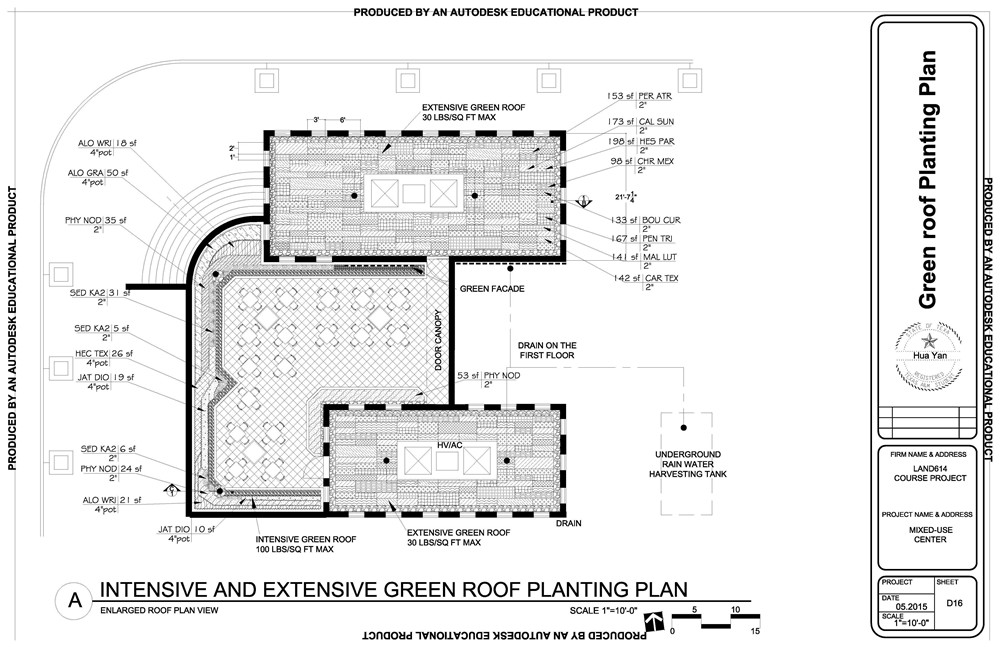 PRODUCED BY AN AUTODESK EDUCATIONAL PRODUCT
PRODUCED BY AN AUTODESK EDUCATIONAL PRODUCT
EXTENSIVE GREEN ROOF
30 LBS/SQ FT MAX
3'
6'
2'
1'
153 sf PER ATR
2"
173 sf CAL SUN
2"
198 sf HES PAR
2"
98 sf CHR MEX
2"
133 sf BOU CUR
2"
167 sf PEN TRI
2"
141 sf MAL LUT
2"
142 sf CAR TEX
2"
ALO WRI 18 sf
4"pot
ALO GRA 50 sf
4"pot
PHY NOD 35 sf
2"
SED KA2 31 sf
2"
SED KA2 5 sf
2"
HEC TEX 26 sf
4"pot
JAT DIO 19 sf
4"pot
SED KA2 6 sf
2"
PHY NOD 24 sf
2"
ALO WRI 21 sf
4"pot
JAT DIO 10 sf
4"pot
GREEN FACADE
DOOR CANOPY
DRAIN ON THE
FIRST FLOOR
53 sf PHY NOD
2"
HV/AC
UNDERGROUND
RAIN WATER
HARVESTING TANK
INTENSIVE GREEN ROOF
100 LBS/SQ FT MAX
EXTENSIVE GREEN ROOF
30 LBS/SQ FT MAX
DRAIN
A
INTENSIVE AND EXTENSIVE GREEN ROOF PLANTING PLAN
ENLARGED ROOF PLAN VIEW
SCALE 1"=10'-0"
5
10
0
15
PRODUCED BY AN AUTODESK EDUCATIONAL PRODUCT
PRODUCED BY AN AUTODESK EDUCATIONAL PRODUCT
Green roof Planting Plan
STATE OF TEXA
Hua Yan
REGISTERED
FIRM NAME & ADDRESS
LAND614
COURSE PROJECT
PROJECT NAME & ADDRESS
MIXED-USE
CENTER
PROJECT
SHEET
DATE
05.2015
D16
SCALE
1"=10'-0"